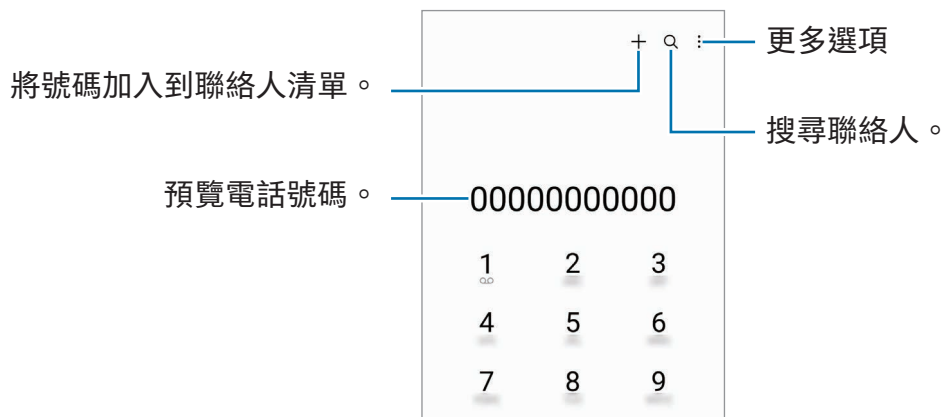 更多選項
將號碼加入到聯絡人清單。
搜尋聯絡人。
預覽電話號碼。
00000000000
1 2 3
4 5 6
7 8 9